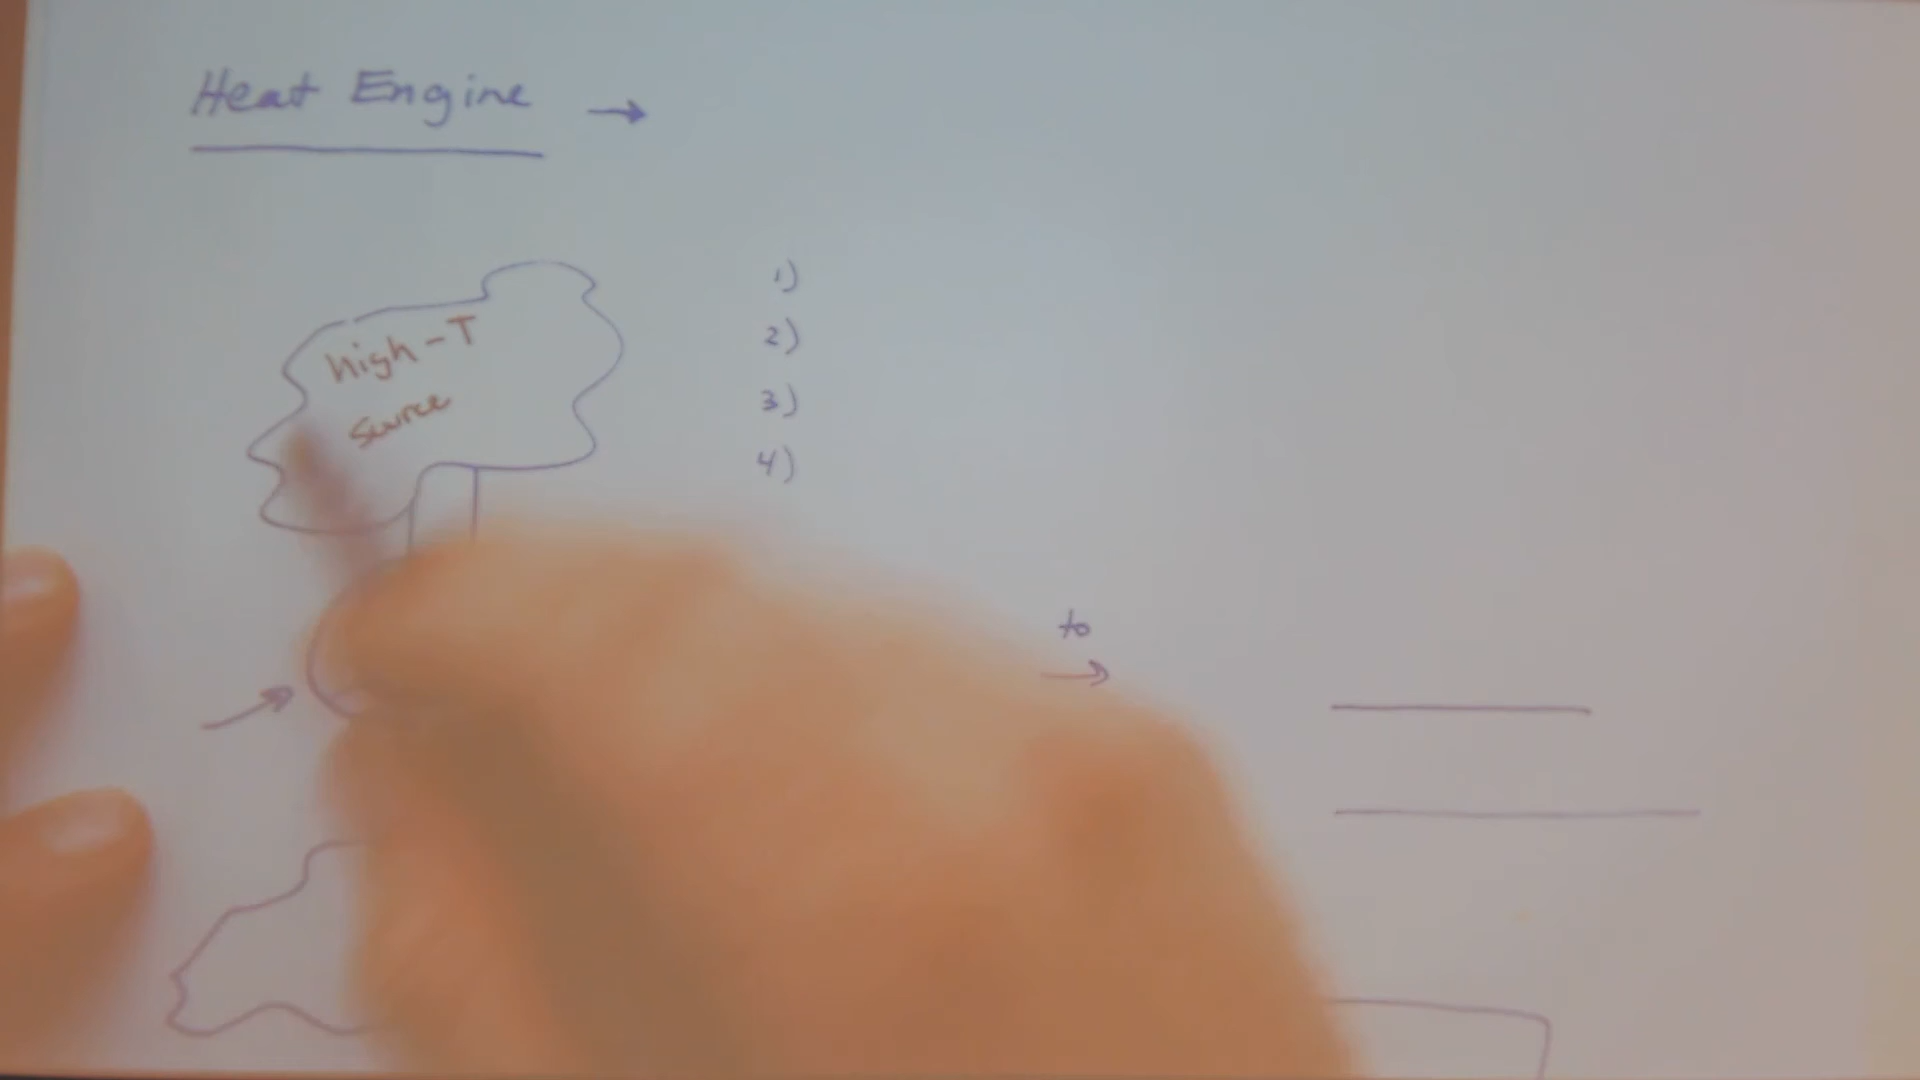 Heat Engine →
high-T
source
1)
2)
3)
4)
to
→